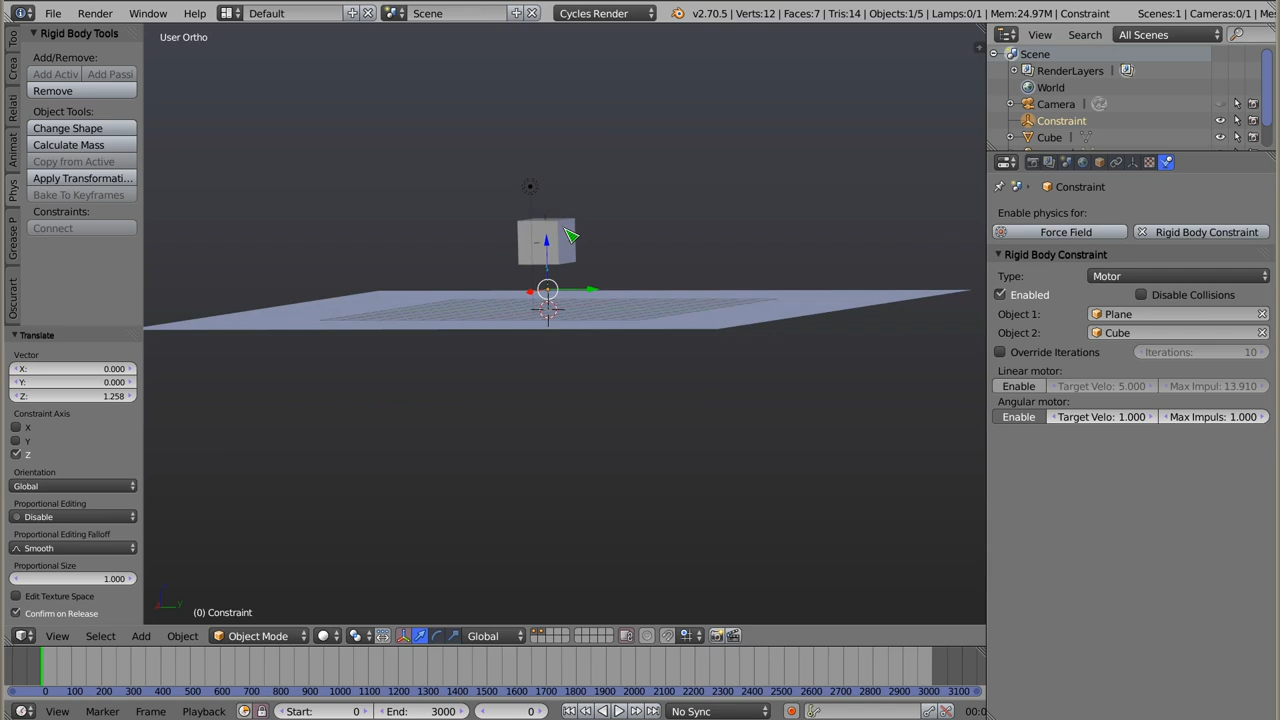 File Render Window Help Default Scene Cycles Render v2.70.5 | Verts:12 | Faces:7 | Tris:14 | Objects:1/5 | Lamps:0/1 | Mem:24.97M | Constraint Scenes:1 | Cameras:0/1 | Me
Rigid Body Tools
Add/Remove:
Add Activ Add Passi
Remove
Object Tools:
Change Shape
Calculate Mass
Copy from Active
Apply Transformati...
Bake To Keyframes
Constraints:
Connect
Too
Crea
Relati
Animat
Phys
Grease P
Oscurart
Translate
Vector
X: 0.000
Y: 0.000
Z: 1.258
Constraint Axis
X
Y
Z
Orientation
Global
Proportional Editing
Disable
Proportional Editing Falloff
Smooth
Proportional Size
1.000
Edit Texture Space
Confirm on Release
User Ortho
(0) Constraint
View Search All Scenes
Scene
RenderLayers
World
Camera
Constraint
Cube
Constraint
Enable physics for:
Force Field Rigid Body Constraint
Rigid Body Constraint
Type: Motor
Enabled Disable Collisions
Object 1: Plane
Object 2: Cube
Override Iterations Iterations: 10
Linear motor:
Enable Target Velo: 5.000 Max Impul: 13.910
Angular motor:
Enable Target Velo: 1.000 Max Impuls: 1.000
View Select Add Object Object Mode Global
0 100 200 300 400 500 600 700 800 900 1000 1100 1200 1300 1400 1500 1600 1700 1800 1900 2000 2100 2200 2300 2400 2500 2600 2700 2800 2900 3000 3100
View Marker Frame Playback Start: 0 End: 3000 0 No Sync 00:0